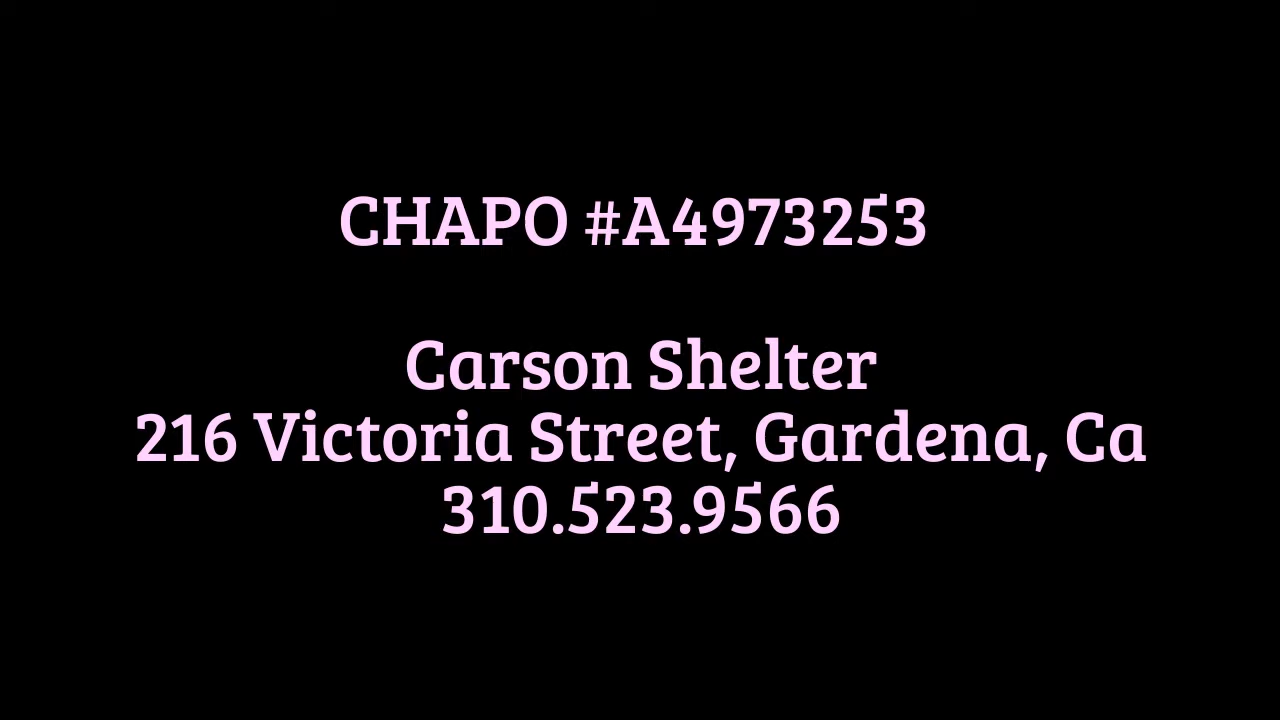 CHAPO #A4973253
Carson Shelter
216 Victoria Street, Gardena, Ca
310.523.9566